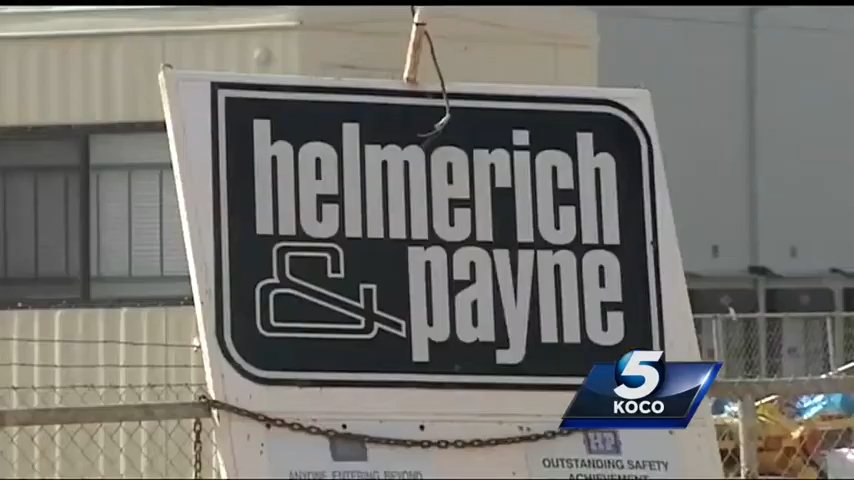 helmerich
& payne
5
KOCO
HP
ANYONE ENTERING BEYOND
OUTSTANDING SAFETY
ACHIEVEMENT